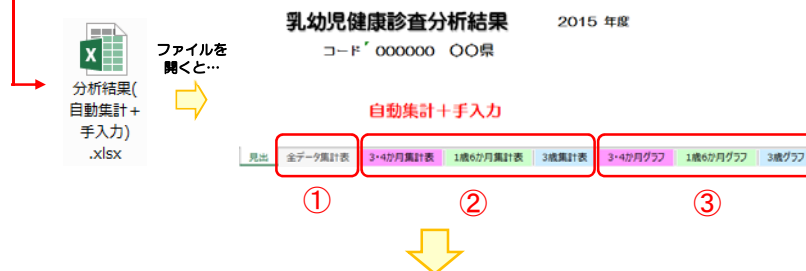 乳幼児健康診査分析結果 2015 年度
コード 000000 〇〇県
ファイルを
開くと…
分析結果(
自動集計+
手入力)
.xlsx
自動集計+手入力
見出 全データ集計表 3・4か月集計表 1歳6か月集計表 3歳集計表 3・4か月グラフ 1歳6か月グラフ 3歳グラフ
① ② ③